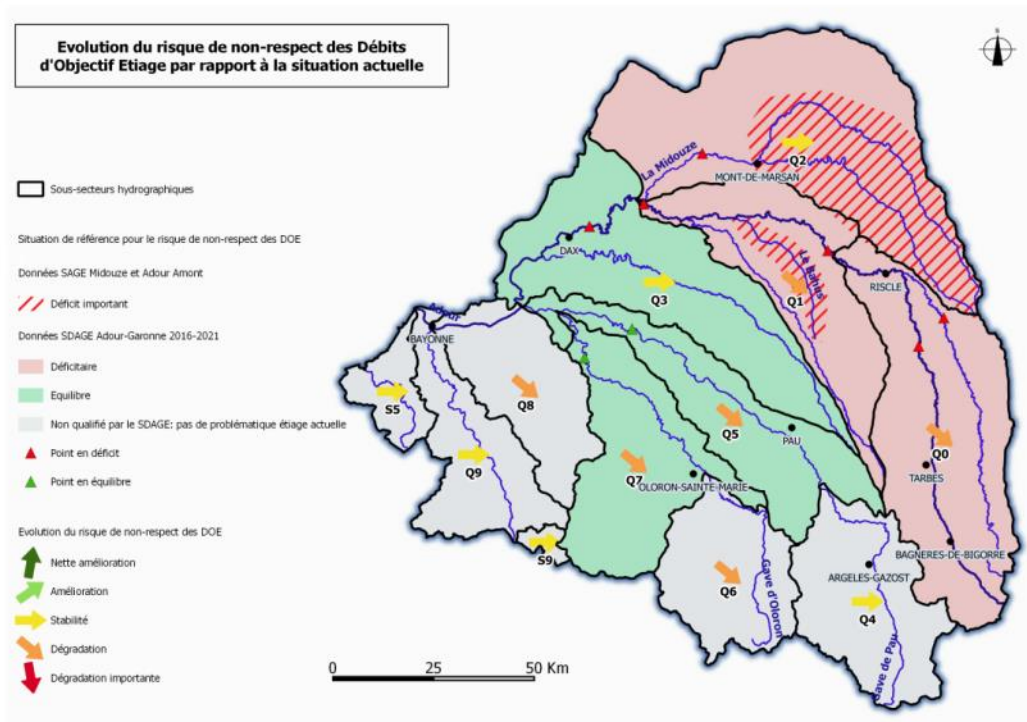 Evolution du risque de non-respect des Débits
d'Objectif Etiage par rapport à la situation actuelle
N
Sous-secteurs hydrographiques
Situation de référence pour le risque de non-respect des DOE
Données SAGE Midouze et Adour Amont
Déficit important
Données SDAGE Adour-Garonne 2016-2021
Déficitaire
Equilibre
Non qualifié par le SDAGE: pas de problématique étiage actuelle
Point en déficit
Point en équilibre
Evolution du risque de non-respect des DOE
Nette amélioration
Amélioration
Stabilité
Dégradation
Dégradation importante
0 25 50 Km
La Midouze
Q2
MONT-DE-MARSAN
DAX
Le Bahus
Q1
RISCLE
Q3
Adour
BAYONNE
S5
Q8
Q5
PAU
Q0
TARBES
Q9
Q7
OLORON-SAINTE-MARIE
S9
BAGNERES-DE-BIGORRE
ARGELES-GAZOST
Q6
Gave d'Oloron
Q4
Gave de Pau